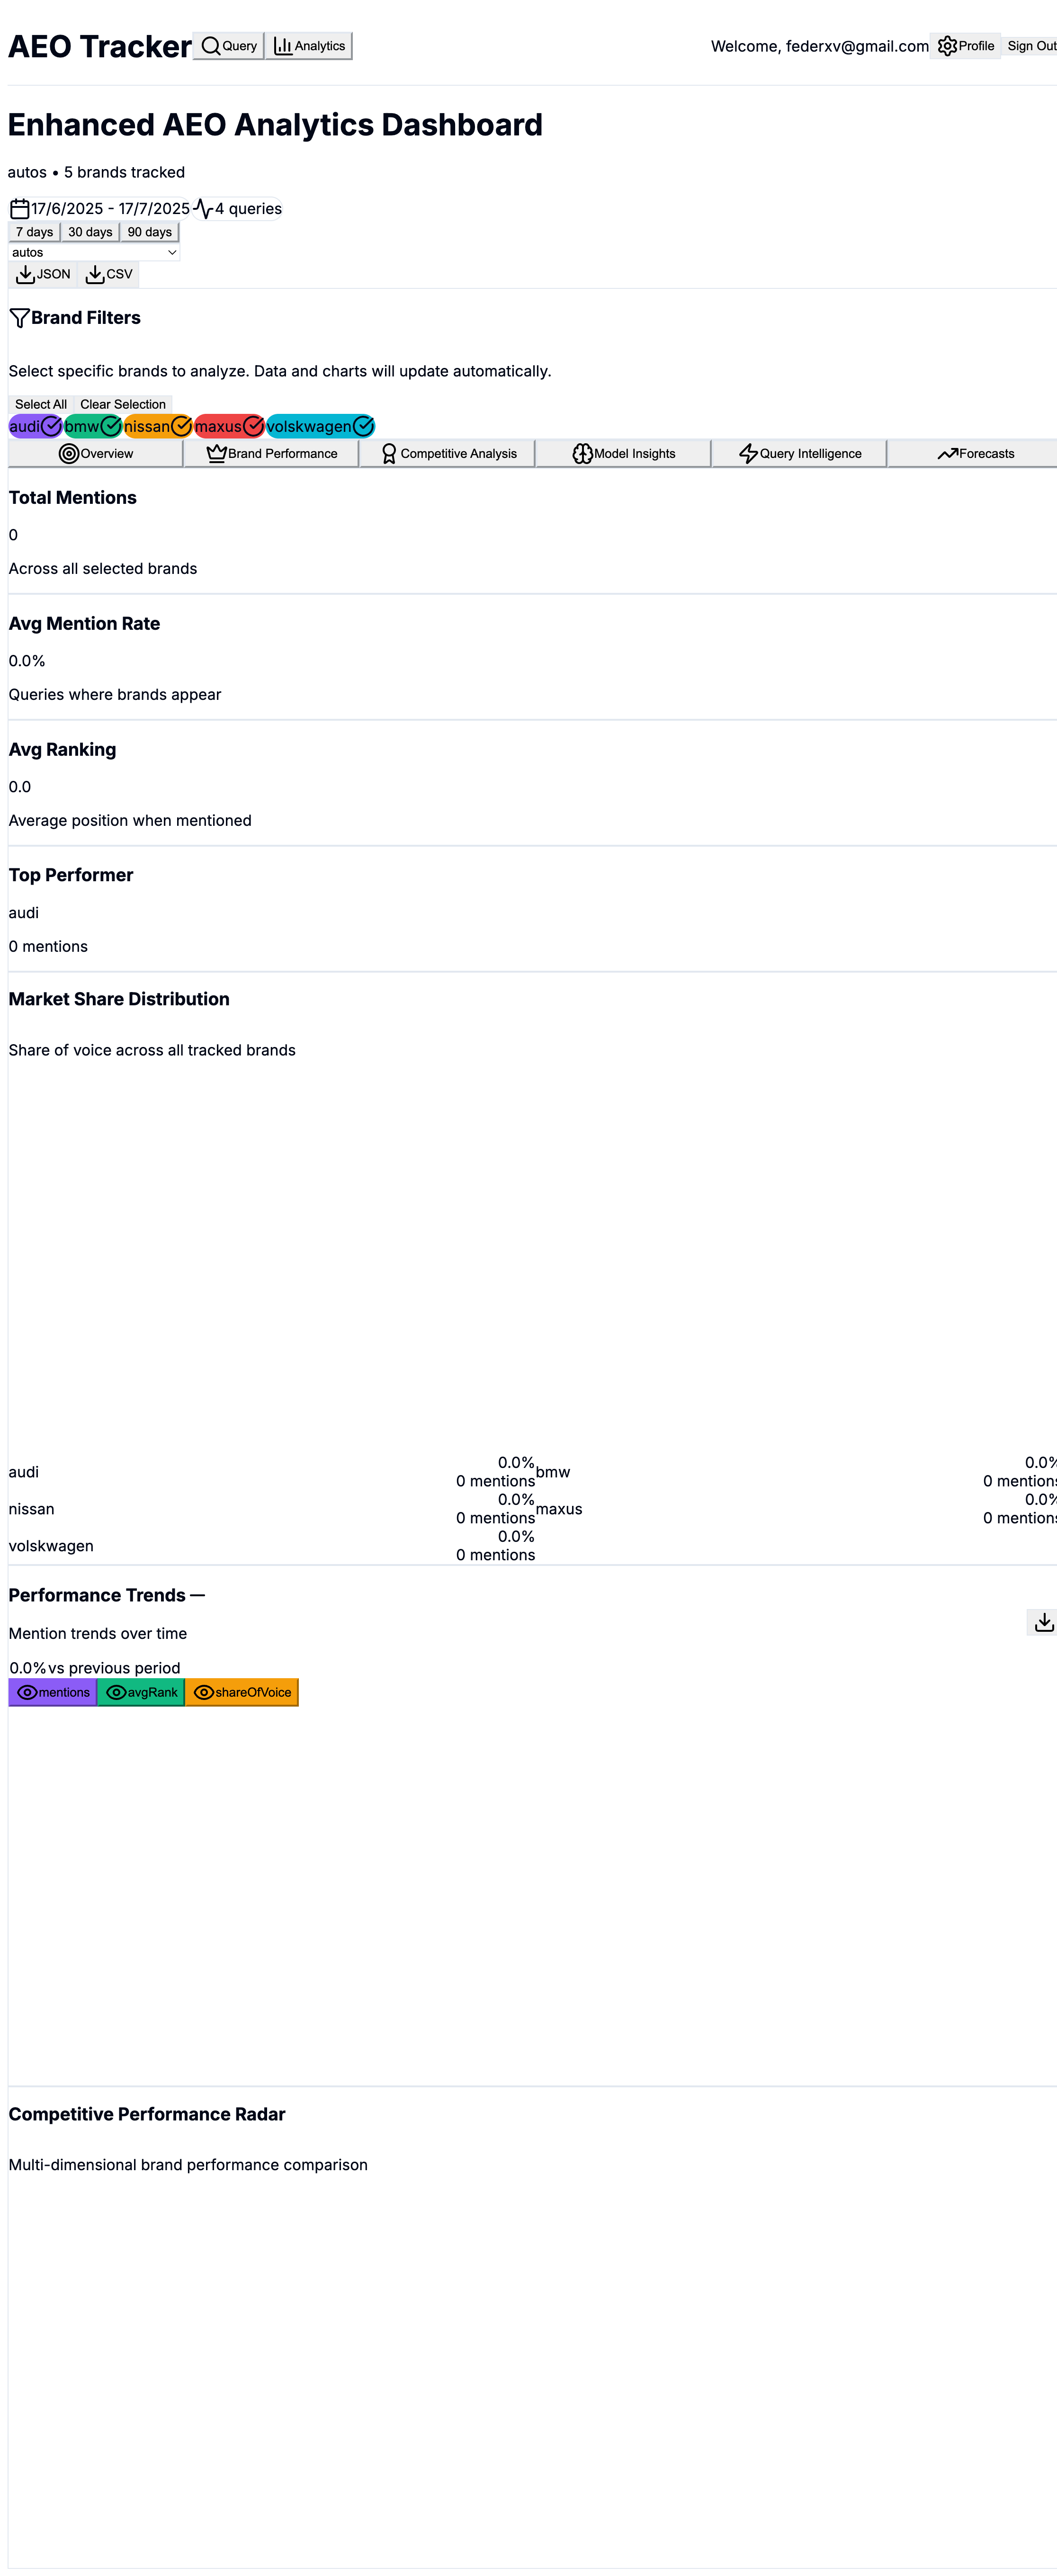 AEO Tracker Query Analytics Welcome, federxv@gmail.com Profile Sign Out
Enhanced AEO Analytics Dashboard
autos • 5 brands tracked
17/6/2025 - 17/7/2025 4 queries
7 days 30 days 90 days
autos
JSON CSV
Brand Filters
Select specific brands to analyze. Data and charts will update automatically.
Select All Clear Selection
audi bmw nissan maxus volskwagen
Overview Brand Performance Competitive Analysis Model Insights Query Intelligence Forecasts
Total Mentions
0
Across all selected brands
Avg Mention Rate
0.0%
Queries where brands appear
Avg Ranking
0.0
Average position when mentioned
Top Performer
audi
0 mentions
Market Share Distribution
Share of voice across all tracked brands
audi 0.0% 0 mentions
bmw 0.0% 0 mentions
nissan 0.0% 0 mentions
maxus 0.0% 0 mentions
volskwagen 0.0% 0 mentions
Performance Trends
Mention trends over time
0.0% vs previous period
mentions avgRank shareOfVoice
Competitive Performance Radar
Multi-dimensional brand performance comparison